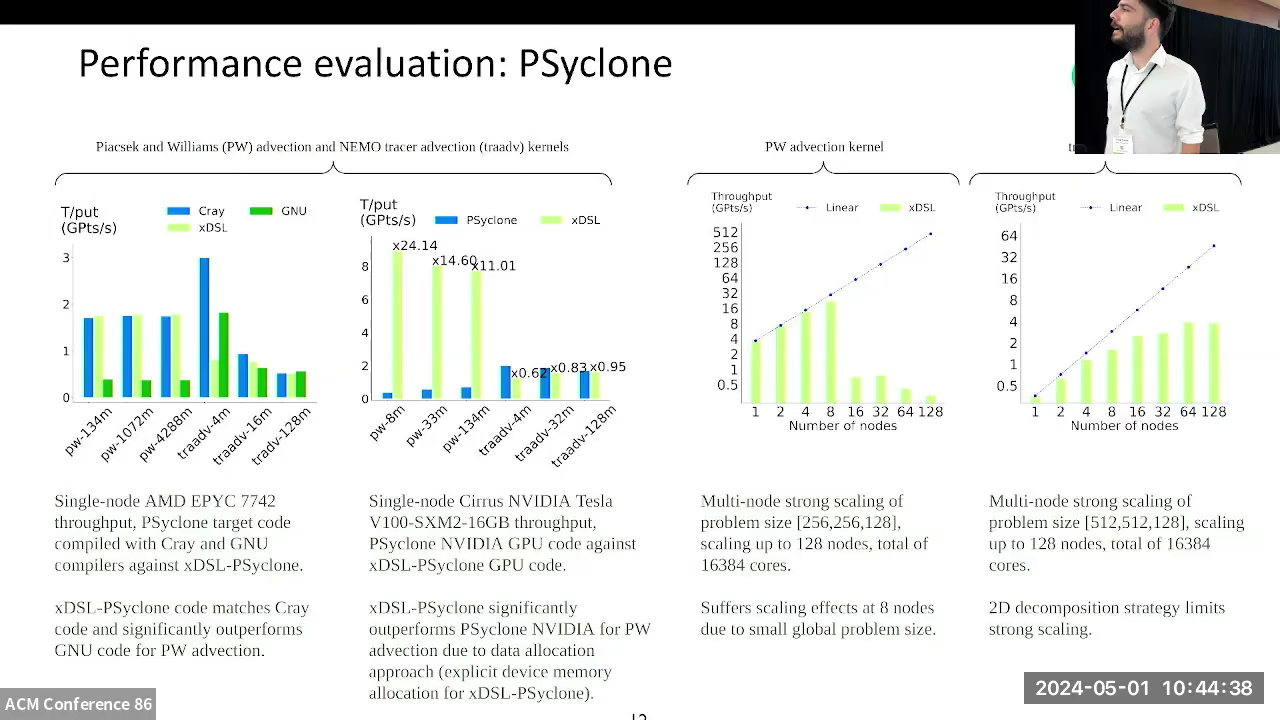 Performance evaluation: PSyclone
Piacsek and Williams (PW) advection and NEMO tracer advection (traadv) kernels
T/put
(GPts/s)
Cray
GNU
xDSL
3
2
1
0
pw-134m
pw-1072m
pw-4288m
traadv-4m
traadv-16m
traadv-128m
T/put
(GPts/s)
PSyclone
xDSL
x24.14
x14.60
x11.01
x0.62
x0.83
x0.95
8
6
4
2
0
pw-8m
pw-33m
pw-134m
traadv-4m
traadv-32m
traadv-128m
PW advection kernel
Throughput
(GPts/s)
Linear
xDSL
512
256
128
64
32
16
8
4
2
1
0.5
1 2 4 8 16 32 64 128
Number of nodes
Throughput
(GPts/s)
Linear
xDSL
64
32
16
8
4
2
1
0.5
1 2 4 8 16 32 64 128
Number of nodes
Single-node AMD EPYC 7742
throughput, PSyclone target code
compiled with Cray and GNU
compilers against xDSL-PSyclone.
xDSL-PSyclone code matches Cray
code and significantly outperforms
GNU code for PW advection.
Single-node Cirrus NVIDIA Tesla
V100-SXM2-16GB throughput,
PSyclone NVIDIA GPU code against
xDSL-PSyclone GPU code.
xDSL-PSyclone significantly
outperforms PSyclone NVIDIA for PW
advection due to data allocation
approach (explicit device memory
allocation for xDSL-PSyclone).
Multi-node strong scaling of
problem size [256,256,128],
scaling up to 128 nodes, total of
16384 cores.
Suffers scaling effects at 8 nodes
due to small global problem size.
Multi-node strong scaling of
problem size [512,512,128], scaling
up to 128 nodes, total of 16384
cores.
2D decomposition strategy limits
strong scaling.
ACM Conference 86
2024-05-01 10:44:38